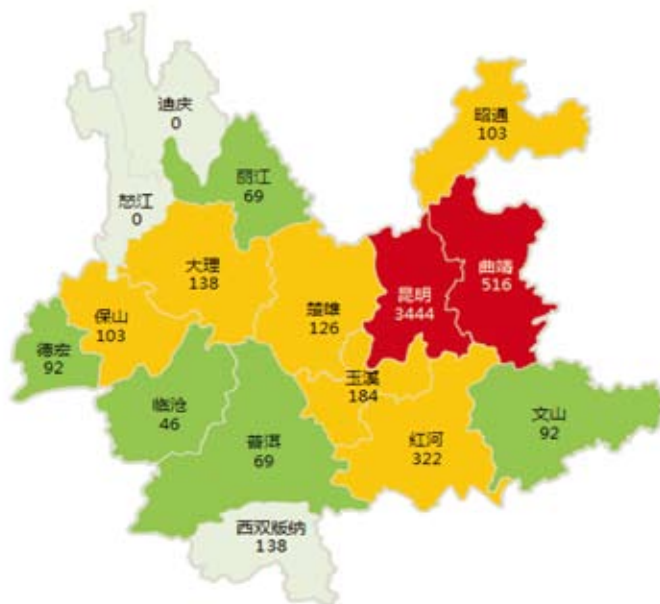 迪庆
0
昭通
103
丽江
69
怒江
0
大理
138
曲靖
516
昆明
3444
楚雄
126
保山
103
德宏
92
玉溪
184
临沧
46
文山
92
普洱
69
红河
322
西双版纳
138